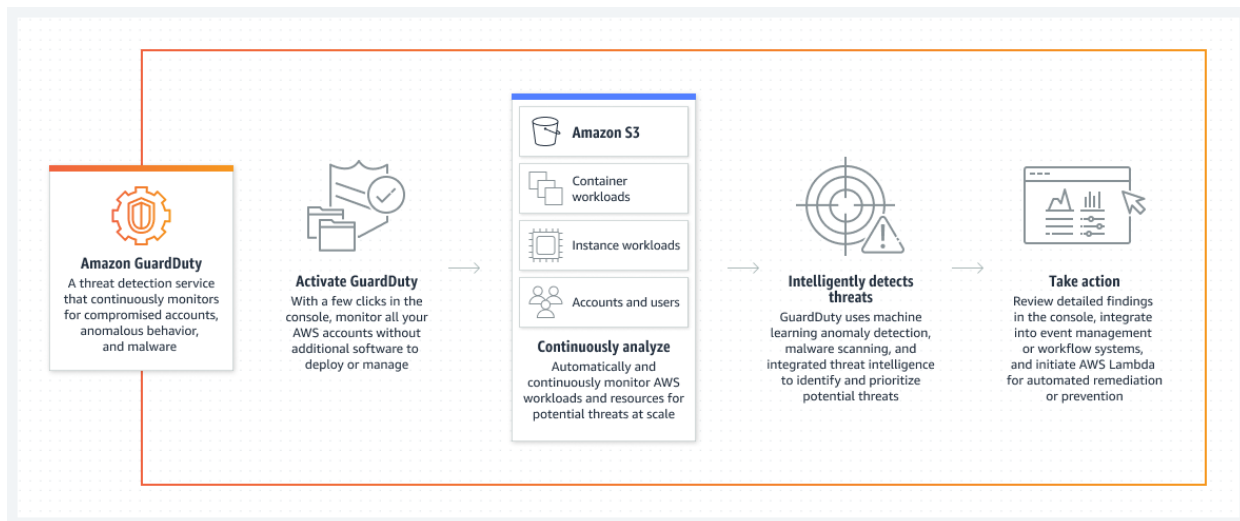 Amazon GuardDuty
A threat detection service
that continuously monitors
for compromised accounts,
anomalous behavior,
and malware
Activate GuardDuty
With a few clicks in the
console, monitor all your
AWS accounts without
additional software to
deploy or manage
Amazon S3
Container
workloads
Instance workloads
Accounts and users
Continuously analyze
Automatically and
continuously monitor AWS
workloads and resources for
potential threats at scale
Intelligently detects
threats
GuardDuty uses machine
learning anomaly detection,
malware scanning, and
integrated threat intelligence
to identify and prioritize
potential threats
Take action
Review detailed findings
in the console, integrate
into event management
or workflow systems,
and initiate AWS Lambda
for automated remediation
or prevention